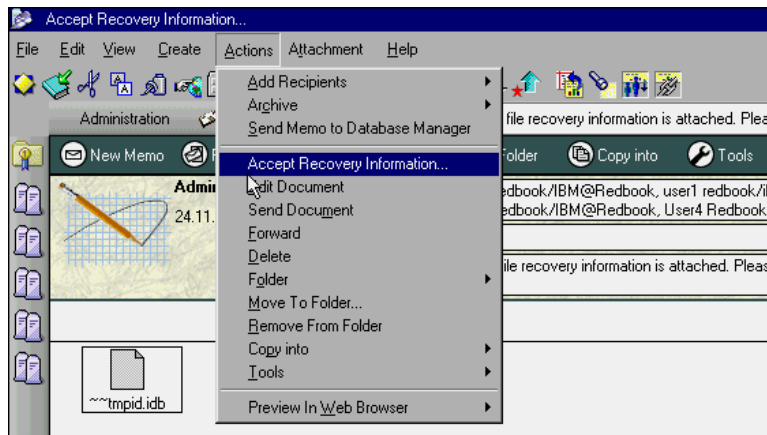 Accept Recovery Information...
File Edit View Create Actions Attachment Help
Add Recipients
Archive
Send Memo to Database Manager
Accept Recovery Information...
Edit Document
Send Document
Forward
Delete
Folder
Move To Folder...
Remove From Folder
Copy into
Tools
Preview In Web Browser
Administration
file recovery information is attached. Plea
New Memo
Folder Copy into Tools
Admi
edbook/IBM@Redbook, user1 redbook/i
24.11.
edbook/IBM@Redbook, User4 Redbook
ile recovery information is attached. Pleas
~~tmpid.idb